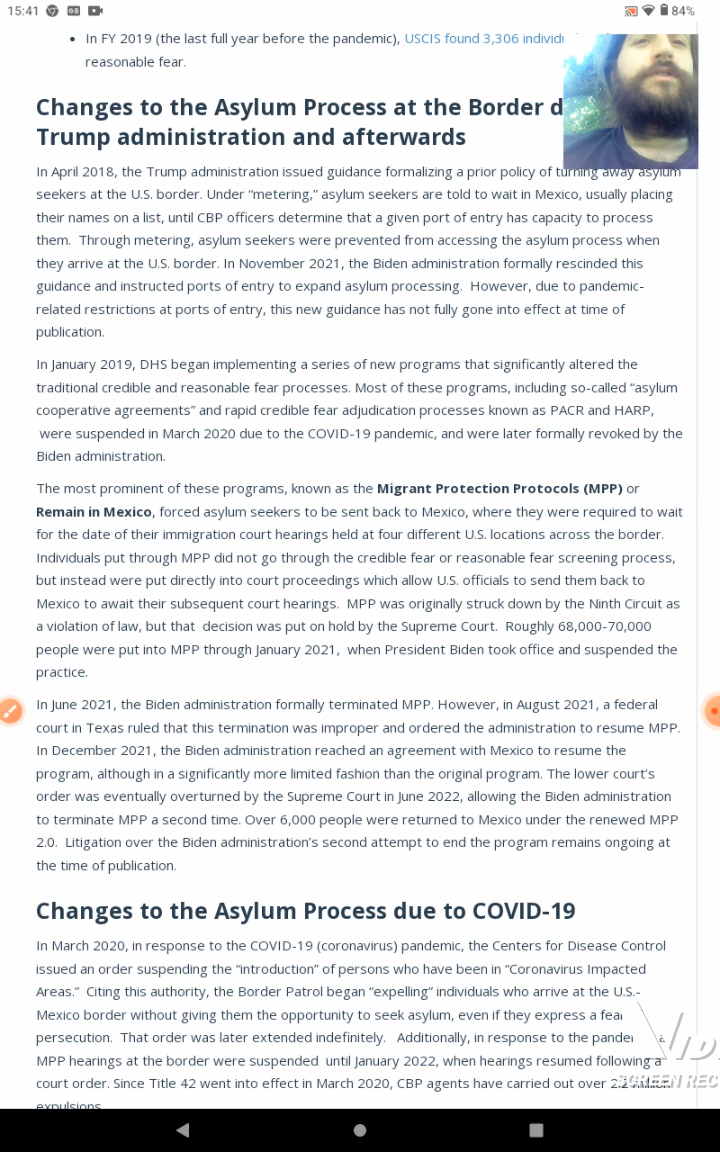 15:41
84%
• In FY 2019 (the last full year before the pandemic), USCIS found 3,306
reasonable fear.
Changes to the Asylum Process at the Border
Trump administration and afterwards
In April 2018, the Trump administration issued guidance formalizing a prior policy of turning away asylum
seekers at the U.S. border. Under “metering,” asylum seekers are told to wait in Mexico, usually placing
their names on a list, until CBP officers determine that a given port of entry has capacity to process
them. Through metering, asylum seekers were prevented from accessing the asylum process when
they arrive at the U.S. border. In November 2021, the Biden administration formally rescinded this
guidance and instructed ports of entry to expand asylum processing. However, due to pandemic-
related restrictions at ports of entry, this new guidance has not fully gone into effect at time of
publication.
In January 2019, DHS began implementing a series of new programs that significantly altered the
traditional credible and reasonable fear processes. Most of these programs, including so-called “asylum
cooperative agreements” and rapid credible fear adjudication processes known as PACR and HARP,
were suspended in March 2020 due to the COVID-19 pandemic, and were later formally revoked by the
Biden administration.
The most prominent of these programs, known as the Migrant Protection Protocols (MPP) or
Remain in Mexico, forced asylum seekers to be sent back to Mexico, where they were required to wait
for the date of their immigration court hearings held at four different U.S. locations across the border.
Individuals put through MPP did not go through the credible fear or reasonable fear screening process,
but instead were put directly into court proceedings which allow U.S. officials to send them back to
Mexico to await their subsequent court hearings. MPP was originally struck down by the Ninth Circuit as
a violation of law, but that decision was put on hold by the Supreme Court. Roughly 68,000-70,000
people were put into MPP through January 2021, when President Biden took office and suspended the
practice.
In June 2021, the Biden administration formally terminated MPP. However, in August 2021, a federal
court in Texas ruled that this termination was improper and ordered the administration to resume MPP.
In December 2021, the Biden administration reached an agreement with Mexico to resume the
program, although in a significantly more limited fashion than the original program. The lower court’s
order was eventually overturned by the Supreme Court in June 2022, allowing the Biden administration
to terminate MPP a second time. Over 6,000 people were returned to Mexico under the renewed MPP
2.0. Litigation over the Biden administration’s second attempt to end the program remains ongoing at
the time of publication.
Changes to the Asylum Process due to COVID-19
In March 2020, in response to the COVID-19 (coronavirus) pandemic, the Centers for Disease Control
issued an order suspending the “introduction” of persons who have been in “Coronavirus Impacted
Areas.” Citing this authority, the Border Patrol began “expelling” individuals who arrive at the U.S.-
Mexico border without giving them the opportunity to seek asylum, even if they express a fear
persecution. That order was later extended indefinitely. Additionally, in response to the
MPP hearings at the border were suspended until January 2022, when hearings resumed following a
court order. Since Title 42 went into effect in March 2020, CBP agents have carried out over
expulsions
SCREEN REC